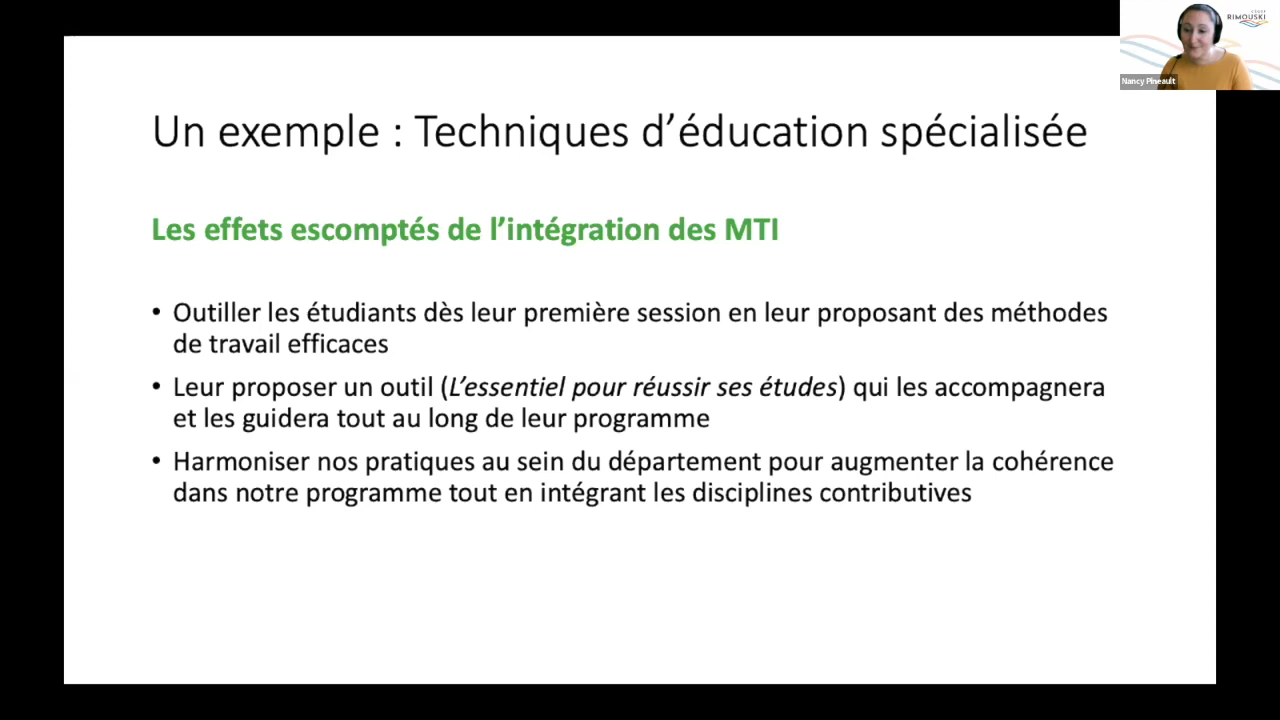 CÉGEP
RIMOUSKI
Nancy Pineault
Un exemple : Techniques d’éducation spécialisée
Les effets escomptés de l’intégration des MTI
• Outiller les étudiants dès leur première session en leur proposant des méthodes
de travail efficaces
• Leur proposer un outil (L’essentiel pour réussir ses études) qui les accompagnera
et les guidera tout au long de leur programme
• Harmoniser nos pratiques au sein du département pour augmenter la cohérence
dans notre programme tout en intégrant les disciplines contributives